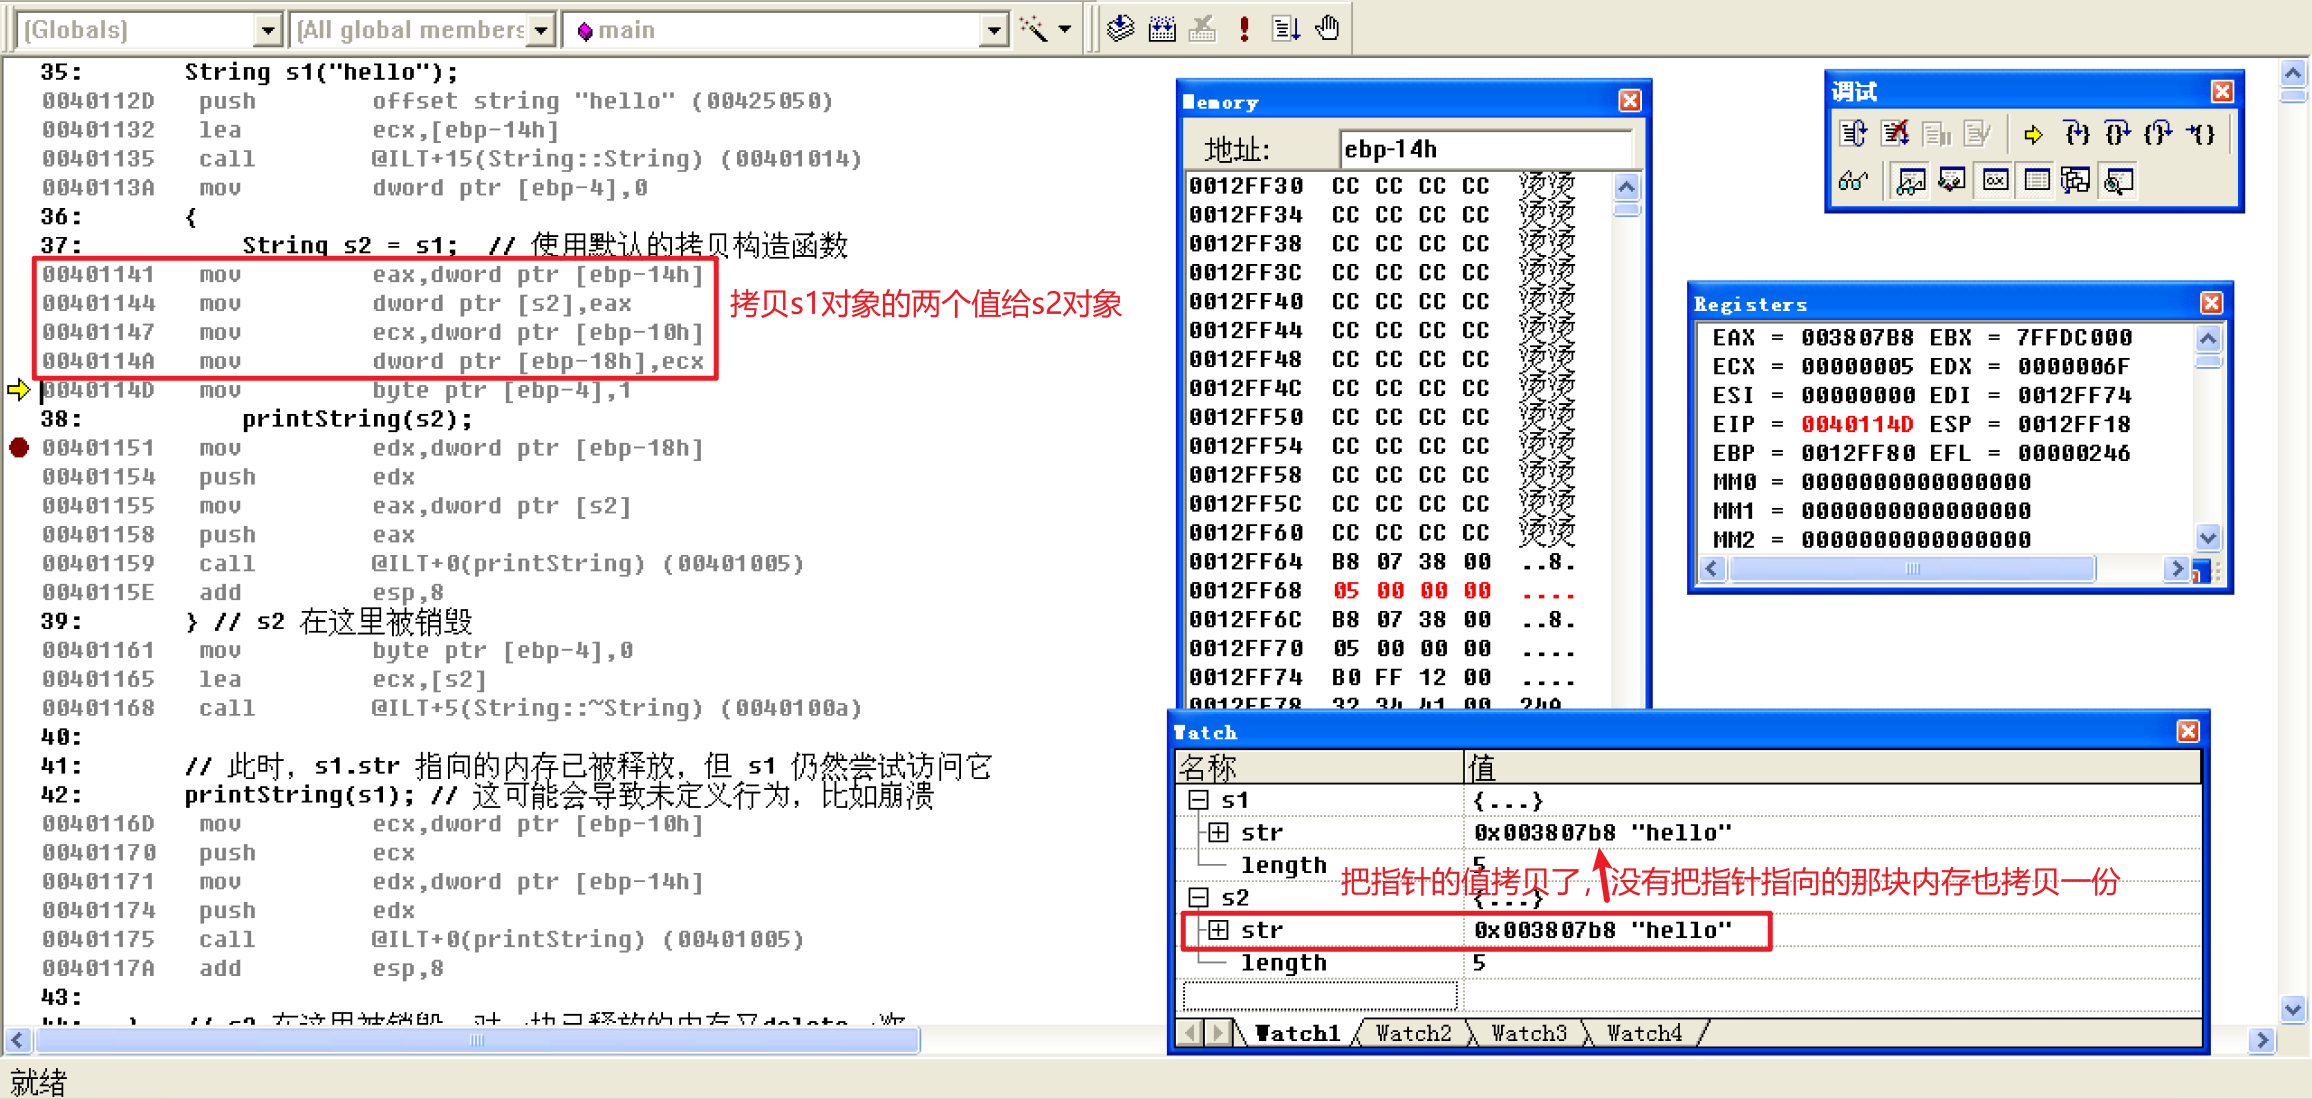 (Globals)
(All global members
main
35: String s1("hello");
0040112D push offset string "hello" (00425050)
00401132 lea ecx,[ebp-14h]
00401135 call @ILT+15(String::String) (00401014)
0040113A mov dword ptr [ebp-4],0
36: {
37: String s2 = s1; // 使用默认的拷贝构造函数
00401141 mov eax,dword ptr [ebp-14h]
00401144 mov dword ptr [s2],eax
00401147 mov ecx,dword ptr [ebp-10h]
0040114A mov dword ptr [ebp-18h],ecx
拷贝s1对象的两个值给s2对象
0040114D mov byte ptr [ebp-4],1
38: printString(s2);
00401151 mov edx,dword ptr [ebp-18h]
00401154 push edx
00401155 mov eax,dword ptr [s2]
00401158 push eax
00401159 call @ILT+0(printString) (00401005)
0040115E add esp,8
39: } // s2 在这里被销毁
00401161 mov byte ptr [ebp-4],0
00401165 lea ecx,[s2]
00401168 call @ILT+5(String::~String) (0040100a)
40:
41: // 此时，s1.str 指向的内存已被释放，但 s1 仍然尝试访问它
42: printString(s1); // 这可能会导致未定义行为，比如崩溃
0040116D mov ecx,dword ptr [ebp-10h]
00401170 push ecx
00401171 mov edx,dword ptr [ebp-14h]
00401174 push edx
00401175 call @ILT+0(printString) (00401005)
0040117A add esp,8
43:
Memory
地址: ebp-14h
0012FF30 CC CC CC CC 烫烫
0012FF34 CC CC CC CC 烫烫
0012FF38 CC CC CC CC 烫烫
0012FF3C CC CC CC CC 烫烫
0012FF40 CC CC CC CC 烫烫
0012FF44 CC CC CC CC 烫烫
0012FF48 CC CC CC CC 烫烫
0012FF4C CC CC CC CC 烫烫
0012FF50 CC CC CC CC 烫烫
0012FF54 CC CC CC CC 烫烫
0012FF58 CC CC CC CC 烫烫
0012FF5C CC CC CC CC 烫烫
0012FF60 CC CC CC CC 烫烫
0012FF64 B8 07 38 00 ..8.
0012FF68 05 00 00 00 ....
0012FF6C B8 07 38 00 ..8.
0012FF70 05 00 00 00 ....
0012FF74 B0 FF 12 00 ....
0012FF78 32 34 41 00 24A.
调试
Registers
EAX = 003807B8 EBX = 7FFDC000
ECX = 00000005 EDX = 0000006F
ESI = 00000000 EDI = 0012FF74
EIP = 0040114D ESP = 0012FF18
EBP = 0012FF80 EFL = 00000246
MM0 = 0000000000000000
MM1 = 0000000000000000
MM2 = 0000000000000000
Watch
名称 值
s1 {...}
str 0x003807b8 "hello"
length 5
把指针的值拷贝了，没有把指针指向的那块内存也拷贝一份
s2 {...}
str 0x003807b8 "hello"
length 5
Watch1 Watch2 Watch3 Watch4
就绪